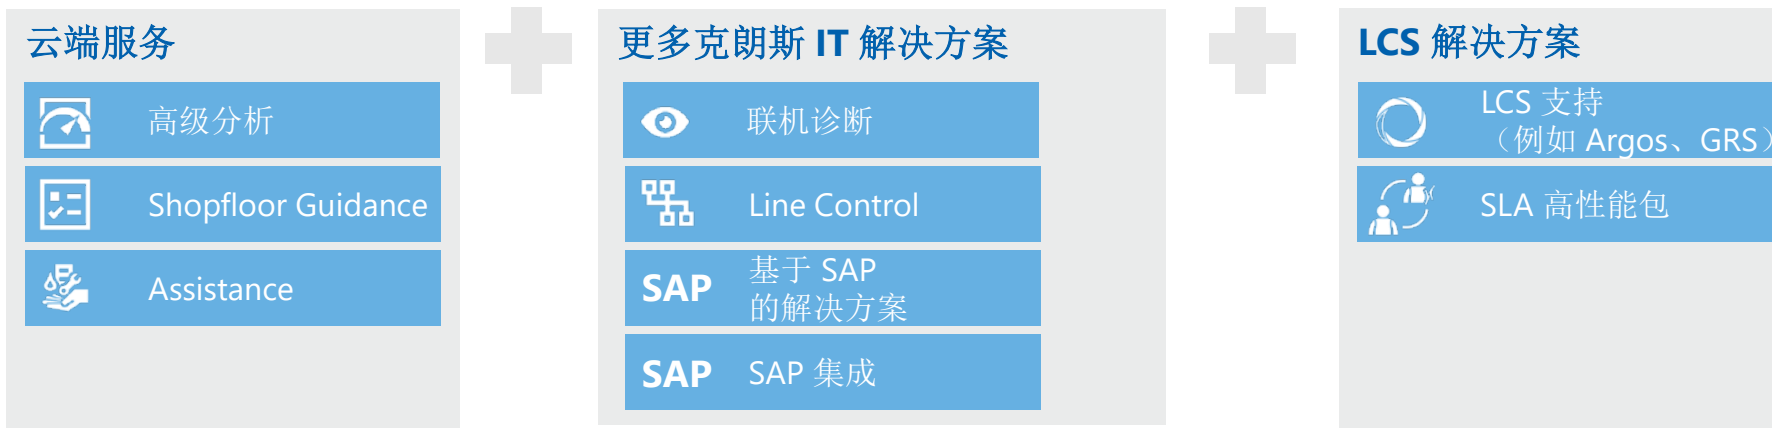 云端服务
高级分析
Shopfloor Guidance
Assistance
更多克朗斯 IT 解决方案
联机诊断
Line Control
SAP
基于 SAP
的解决方案
SAP
SAP 集成
LCS 解决方案
LCS 支持
（例如 Argos、GRS）
SLA 高性能包